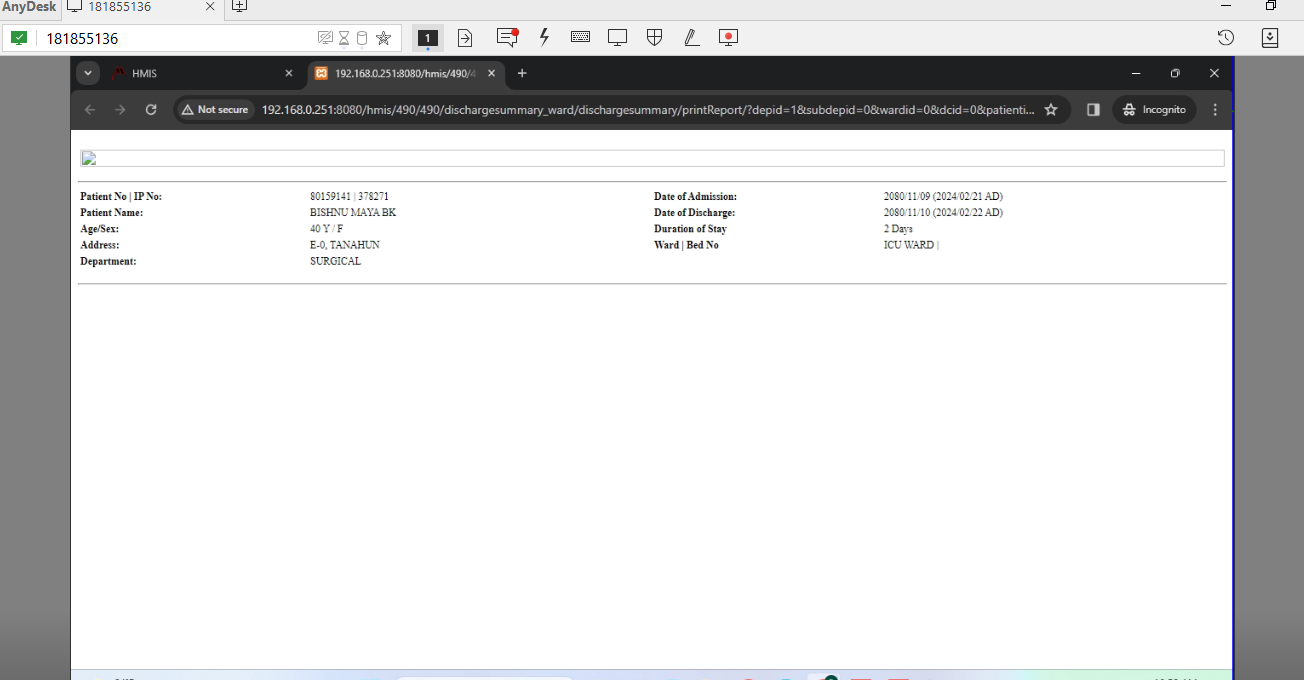 AnyDesk 181855136
181855136
1
HMIS 192.168.0.251:8080/hmis/490/4
Not secure 192.168.0.251:8080/hmis/490/490/dischargesummary_ward/dischargesummary/printReport/?depid=1&subdepid=0&wardid=0&dcid=0&patienti... Incognito
Patient No | IP No: 80159141 | 378271 Date of Admission: 2080/11/09 (2024/02/21 AD)
Patient Name: BISHNU MAYA BK Date of Discharge: 2080/11/10 (2024/02/22 AD)
Age/Sex: 40 Y / F Duration of Stay 2 Days
Address: E-0, TANAHUN Ward | Bed No ICU WARD |
Department: SURGICAL